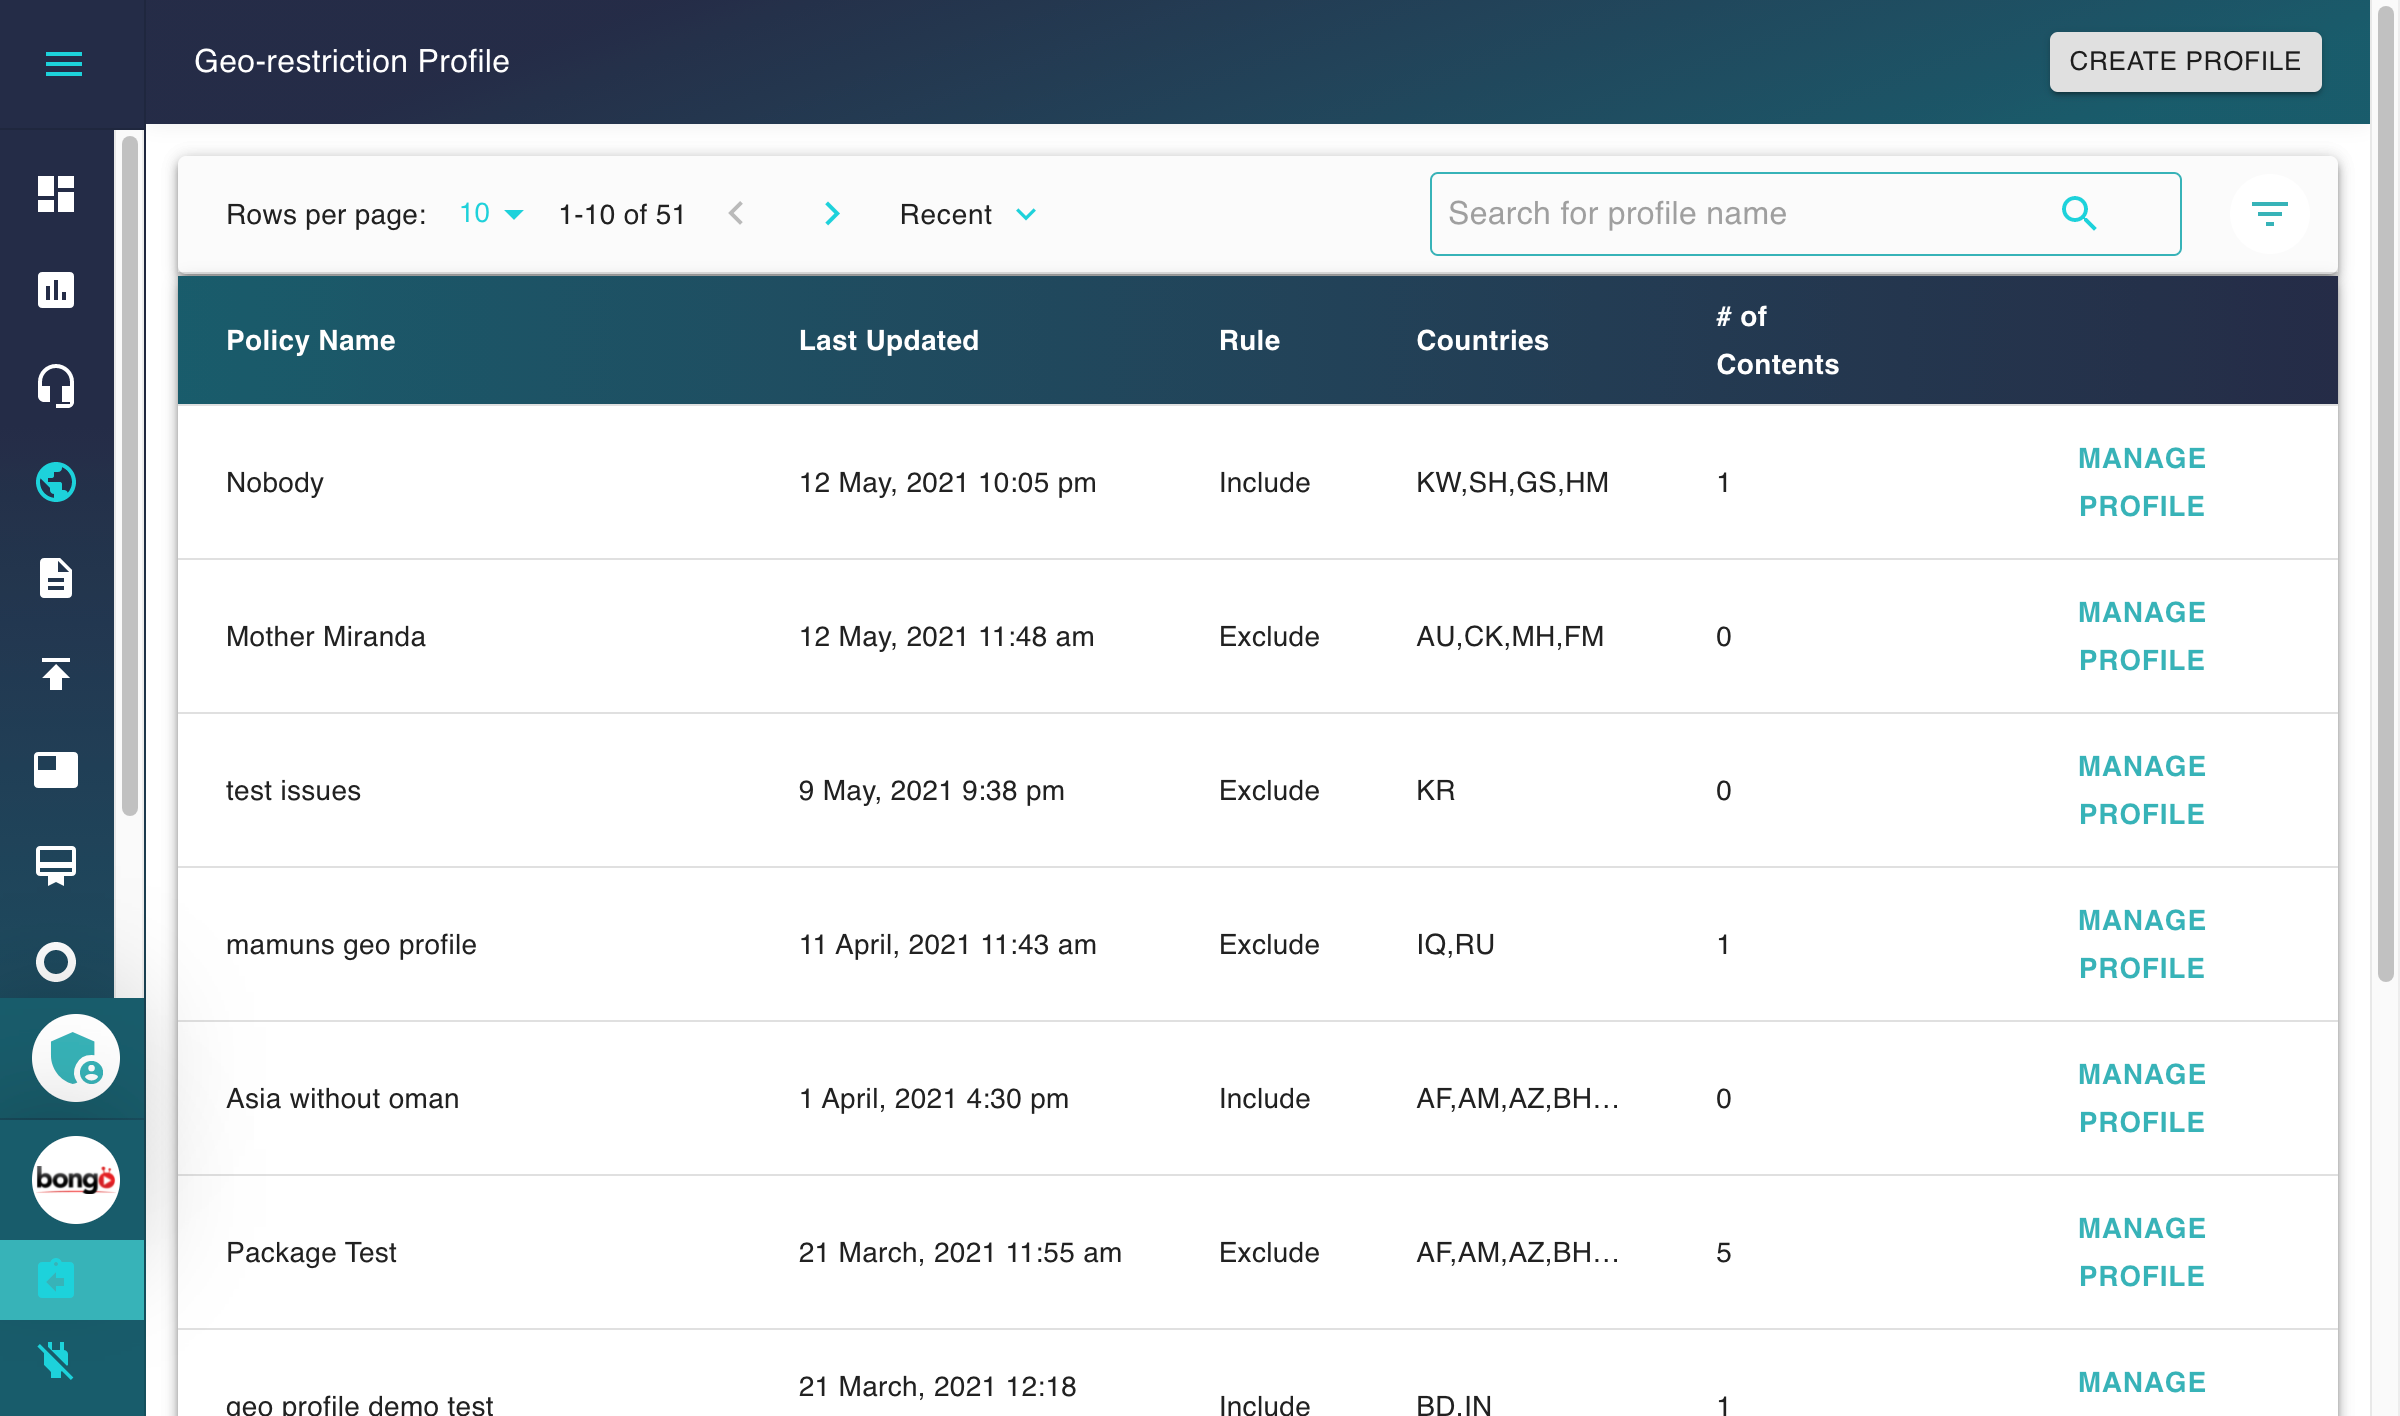 Geo-restriction Profile
CREATE PROFILE
Rows per page: 10 1-10 of 51 Recent
Search for profile name
Policy Name Last Updated Rule Countries # of Contents
Nobody 12 May, 2021 10:05 pm Include KW,SH,GS,HM 1 MANAGE PROFILE
Mother Miranda 12 May, 2021 11:48 am Exclude AU,CK,MH,FM 0 MANAGE PROFILE
test issues 9 May, 2021 9:38 pm Exclude KR 0 MANAGE PROFILE
mamuns geo profile 11 April, 2021 11:43 am Exclude IQ,RU 1 MANAGE PROFILE
Asia without oman 1 April, 2021 4:30 pm Include AF,AM,AZ,BH... 0 MANAGE PROFILE
Package Test 21 March, 2021 11:55 am Exclude AF,AM,AZ,BH... 5 MANAGE PROFILE
geo profile demo test 21 March, 2021 12:18 Include BD,IN 1 MANAGE
bongo